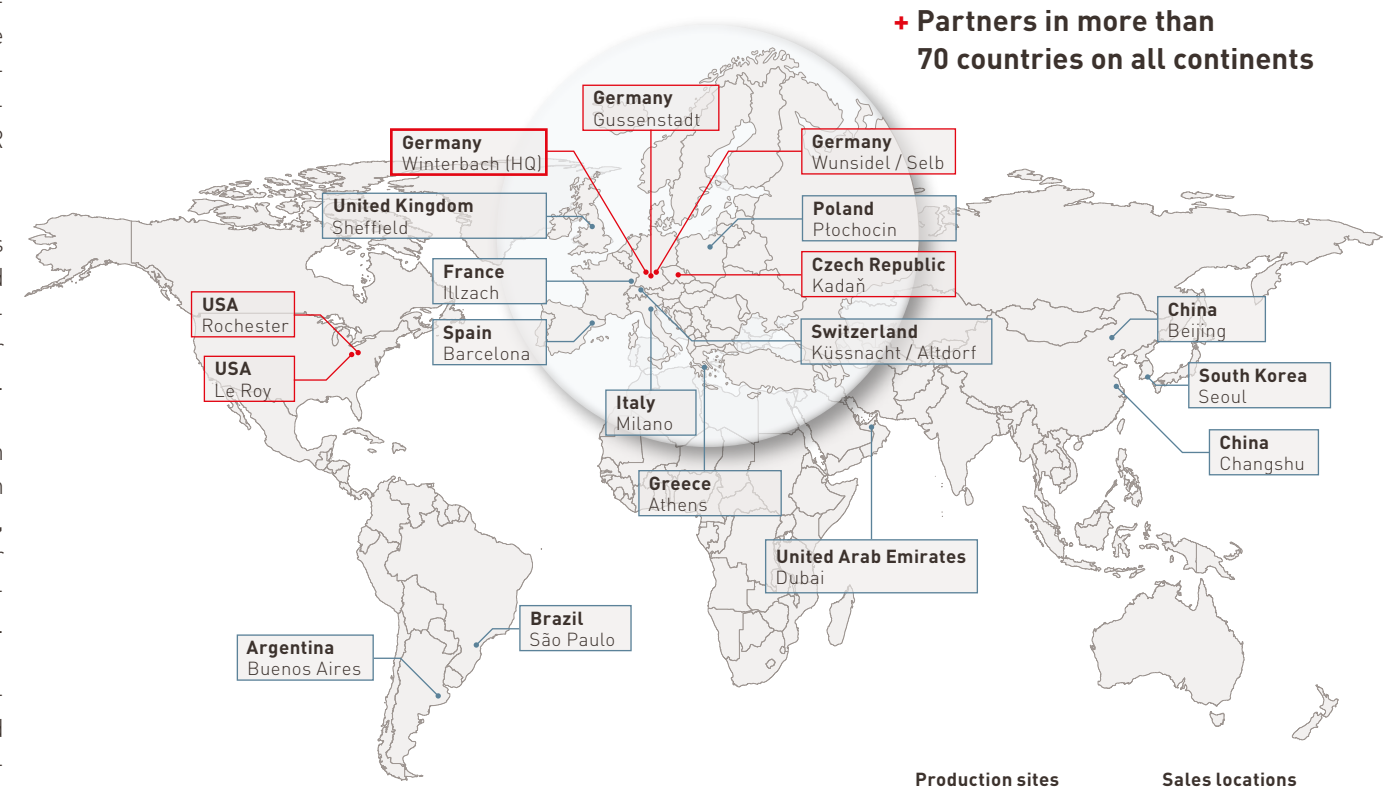 + Partners in more than
70 countries on all continents
Germany
Gussenstadt
Germany
Winterbach (HQ)
Germany
Wunsidel / Selb
United Kingdom
Sheffield
Poland
Płochocin
France
Illzach
Czech Republic
Kadaň
USA
Rochester
Spain
Barcelona
Switzerland
Küssnacht / Altdorf
China
Beijing
USA
Le Roy
South Korea
Seoul
Italy
Milano
China
Changshu
Greece
Athens
United Arab Emirates
Dubai
Brazil
São Paulo
Argentina
Buenos Aires
Production sites
Sales locations